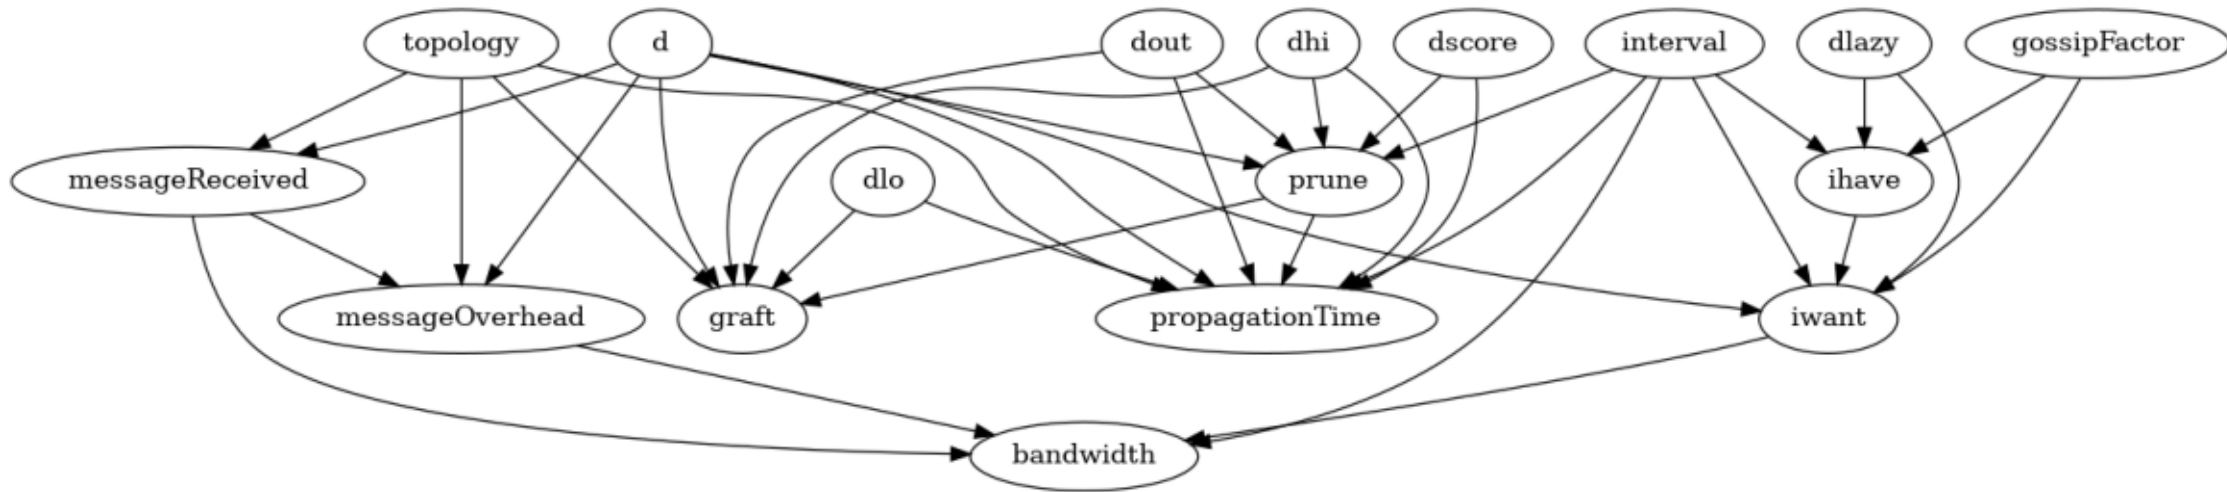 topology
d
dout
dhi
dscore
interval
dlazy
gossipFactor
messageReceived
dlo
prune
ihave
messageOverhead
graft
propagationTime
iwant
bandwidth